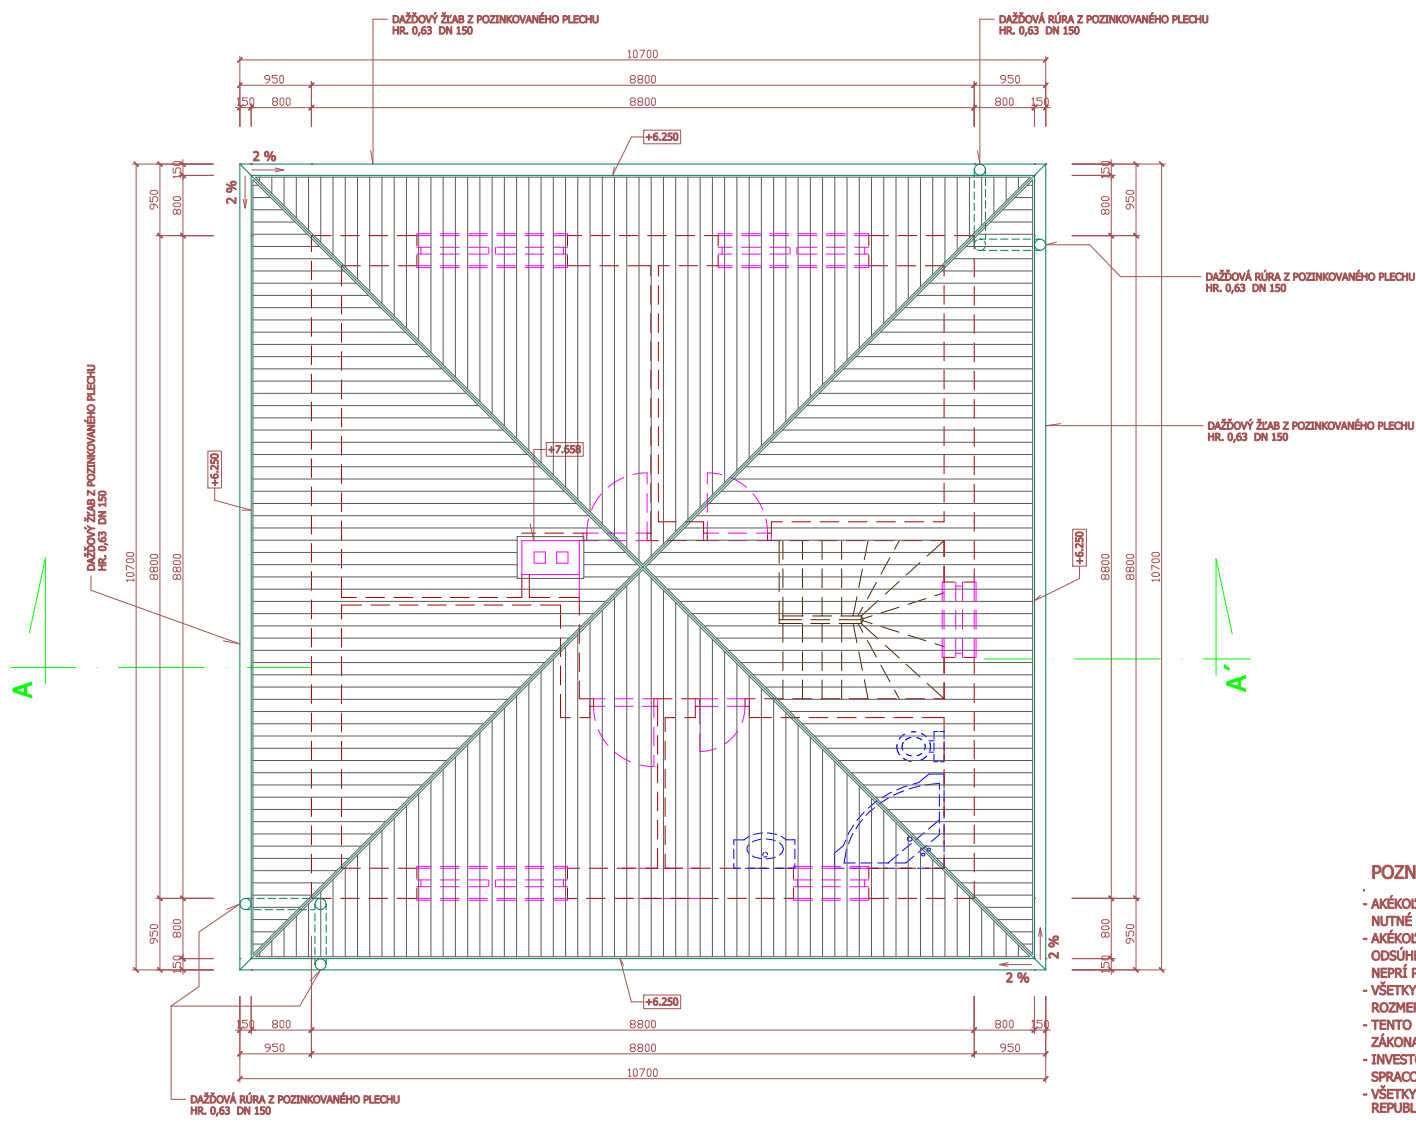 DAŽĎOVÝ ŽĽAB Z POZINKOVANÉHO PLECHU
HR. 0,63 DN 150
DAŽĎOVÁ RÚRA Z POZINKOVANÉHO PLECHU
HR. 0,63 DN 150
10700
950 8800 950
150 800 8800 800 150
+6.250
2 %
2 %
150
950
800
150
800
950
DAŽĎOVÁ RÚRA Z POZINKOVANÉHO PLECHU
HR. 0,63 DN 150
DAŽĎOVÝ ŽĽAB Z POZINKOVANÉHO PLECHU
HR. 0,63 DN 150
DAŽĎOVÝ ŽĽAB Z POZINKOVANÉHO PLECHU
HR. 0,63 DN 150
+6.250
+7.658
+6.250
10700
8800
8800
8800
8800
10700
A
A´
950
800
150
800
950
150
2 %
2 %
+6.250
150 800 8800 800 150
950 8800 950
10700
DAŽĎOVÁ RÚRA Z POZINKOVANÉHO PLECHU
HR. 0,63 DN 150
POZN
.
- AKÉKOĽ
NUTNÉ
- AKÉKOĽ
ODSÚHL
NEPRÍ P
- VŠETKY
ROZMER
- TENTO
ZÁKONA
- INVESTO
SPRACO
- VŠETKY
REPUBL